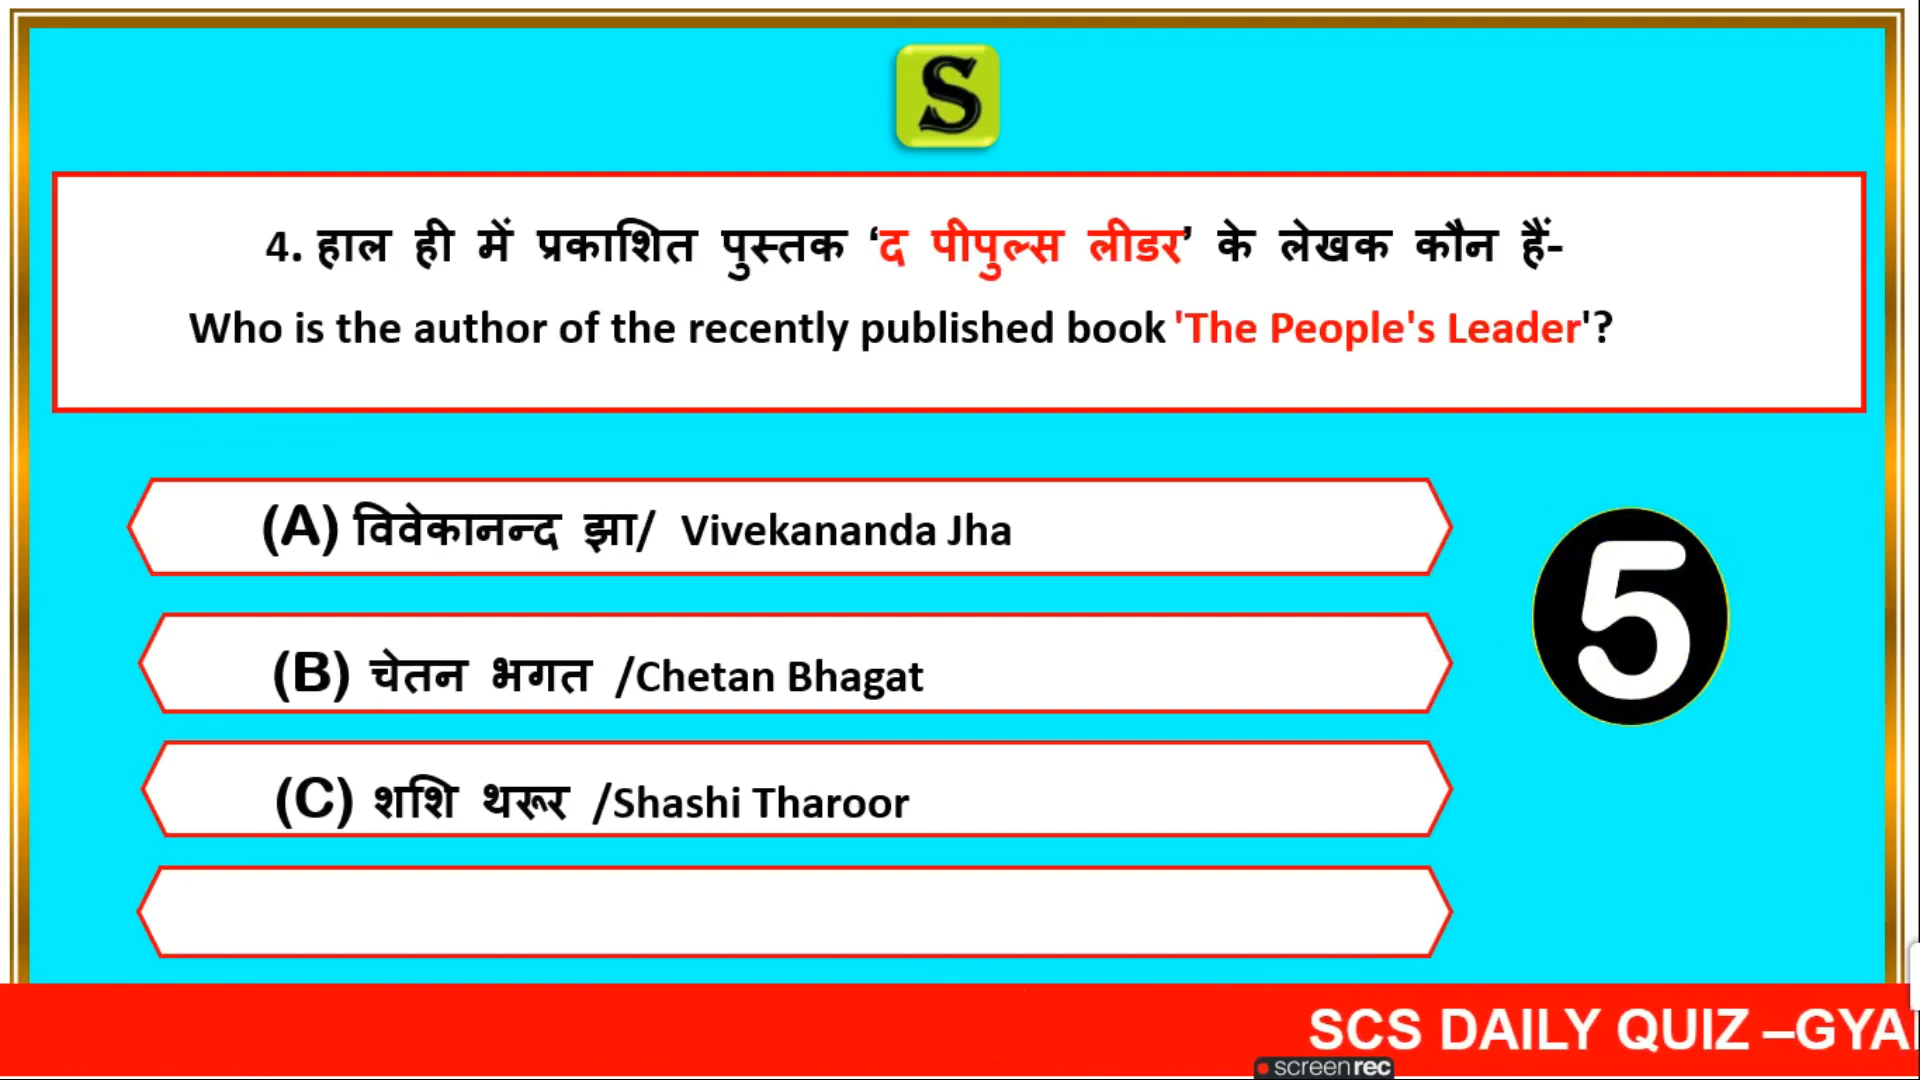 S
4. हाल ही में प्रकाशित पुस्तक ‘द पीपुल्स लीडर’ के लेखक कौन हैं-
Who is the author of the recently published book 'The People's Leader'?
(A) विवेकानन्द झा/ Vivekananda Jha
(B) चेतन भगत /Chetan Bhagat
5
(C) शशि थरूर /Shashi Tharoor
SCS DAILY QUIZ –GYA
screenrec